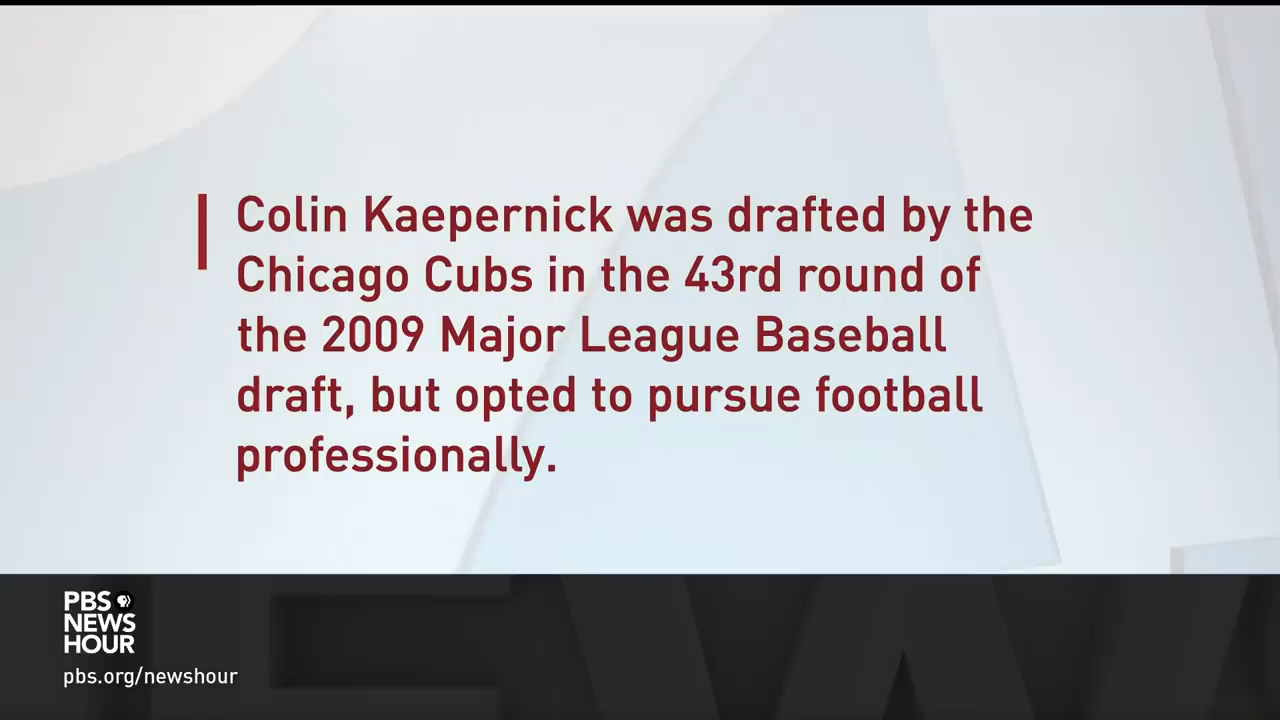 Colin Kaepernick was drafted by the
Chicago Cubs in the 43rd round of
the 2009 Major League Baseball
draft, but opted to pursue football
professionally.
PBS
NEWS
HOUR
pbs.org/newshour